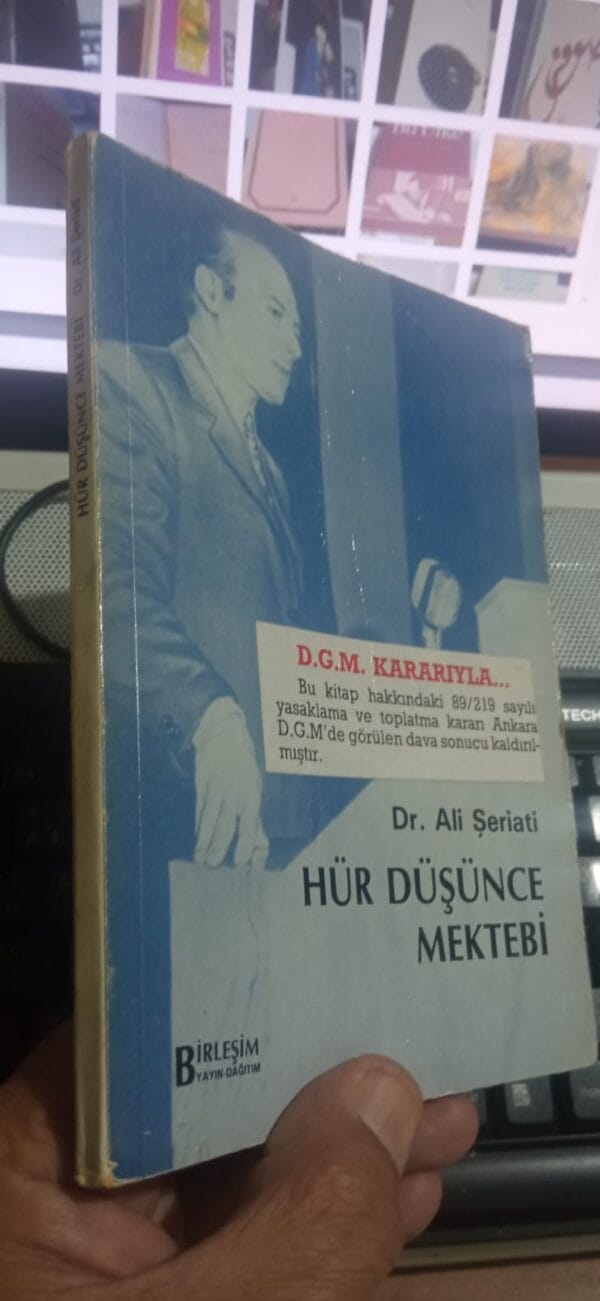 HÜR DÜŞÜNCE MEKTEBİ Dr. Ali Şeriati
D.G.M. KARARIYLA...
Bu kitap hakkındaki 89/219 sayılı
yasaklama ve toplatma kararı Ankara
D.G.M'de görülen dava sonucu kaldırıl-
mıştır.
Dr. Ali Şeriati
HÜR DÜŞÜNCE
MEKTEBİ
BİRLEŞİM
YAYIN-DAĞITIM
TECH